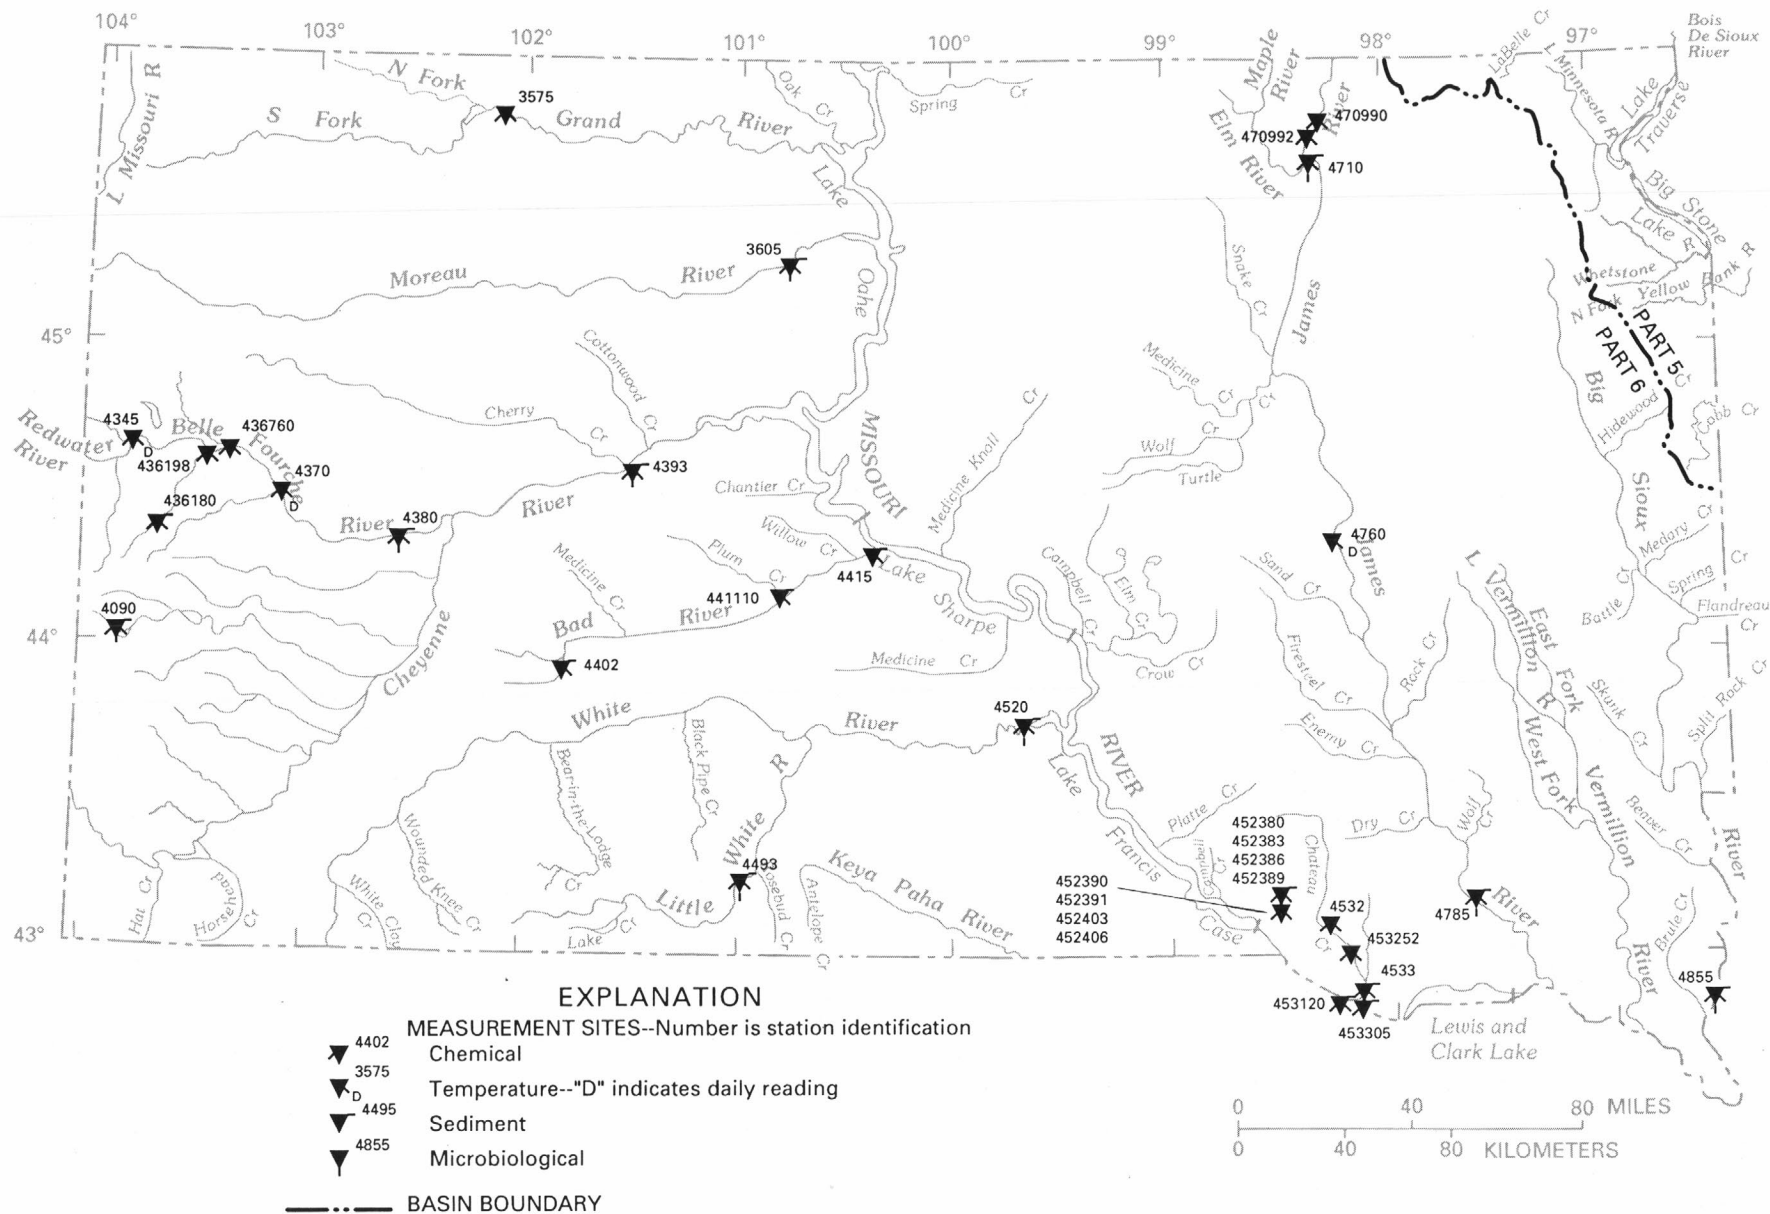 104°
103°
102°
101°
100°
99°
98°
97°
Bois
De Sioux
River
L Missouri R
N Fork
3575
S Fork
Grand
River
Oak Cr
Spring Cr
Maple
River
River
470990
470992
Elm River
4710
LaBelle Cr
L Minnesota R
Lake
Traverse
Big Stone
Lake
R
Whetstone
N Fork Yellow Bank R
PART 5
PART 6
Lake
Oahe
3605
Moreau River
Snake Cr
James
45°
Cottonwood Cr
Cherry Cr
Medicine Cr
Cr
Wolf Cr
Turtle
Big
Sioux
Hidewood Cr
Cobb Cr
Redwater
River
4345
D
Belle
Fourche
436760
436198
4370
D
436180
River
4380
River
4393
MISSOURI
Chantier Cr
Medicine Knoll Cr
Willow Cr
Plum Cr
Medicine Cr
4415
Lake
Sharpe
441110
Bad River
4402
Medicine Cr
Campbell Cr
Elm Cr
Crow Cr
4760
D
James
Sand Cr
Firesteel Cr
Rock Cr
Enemy Cr
L Vermillion R
East Fork
West Fork
Vermillion
River
Medary Cr
Spring Cr
Battle Cr
Flandreau
Cr
Skunk Cr
Split Rock Cr
Beaver Cr
River
4090
44°
Cheyenne
White River
4520
RIVER
Lake
Francis
Case
Black Pipe Cr
Bear-in-the-Lodge
Cr
White
R
Wounded Knee Cr
White Clay
Cr
Hat Cr
Horsehead
Cr
43°
Lake Cr
Little
4493
Rosebud Cr
Antelope Cr
Keya Paha River
Platte Cr
Campbell
Cr
452380
452383
452386
452389
452390
452391
452403
452406
Chateau
Cr
4532
453252
4533
453120
453305
Dry Cr
Wolf Cr
4785
River
Brule Cr
4855
Lewis and
Clark Lake
EXPLANATION
MEASUREMENT SITES--Number is station identification
4402
Chemical
3575
D
Temperature--"D" indicates daily reading
4495
Sediment
4855
Microbiological
BASIN BOUNDARY
0 40 80 MILES
0 40 80 KILOMETERS